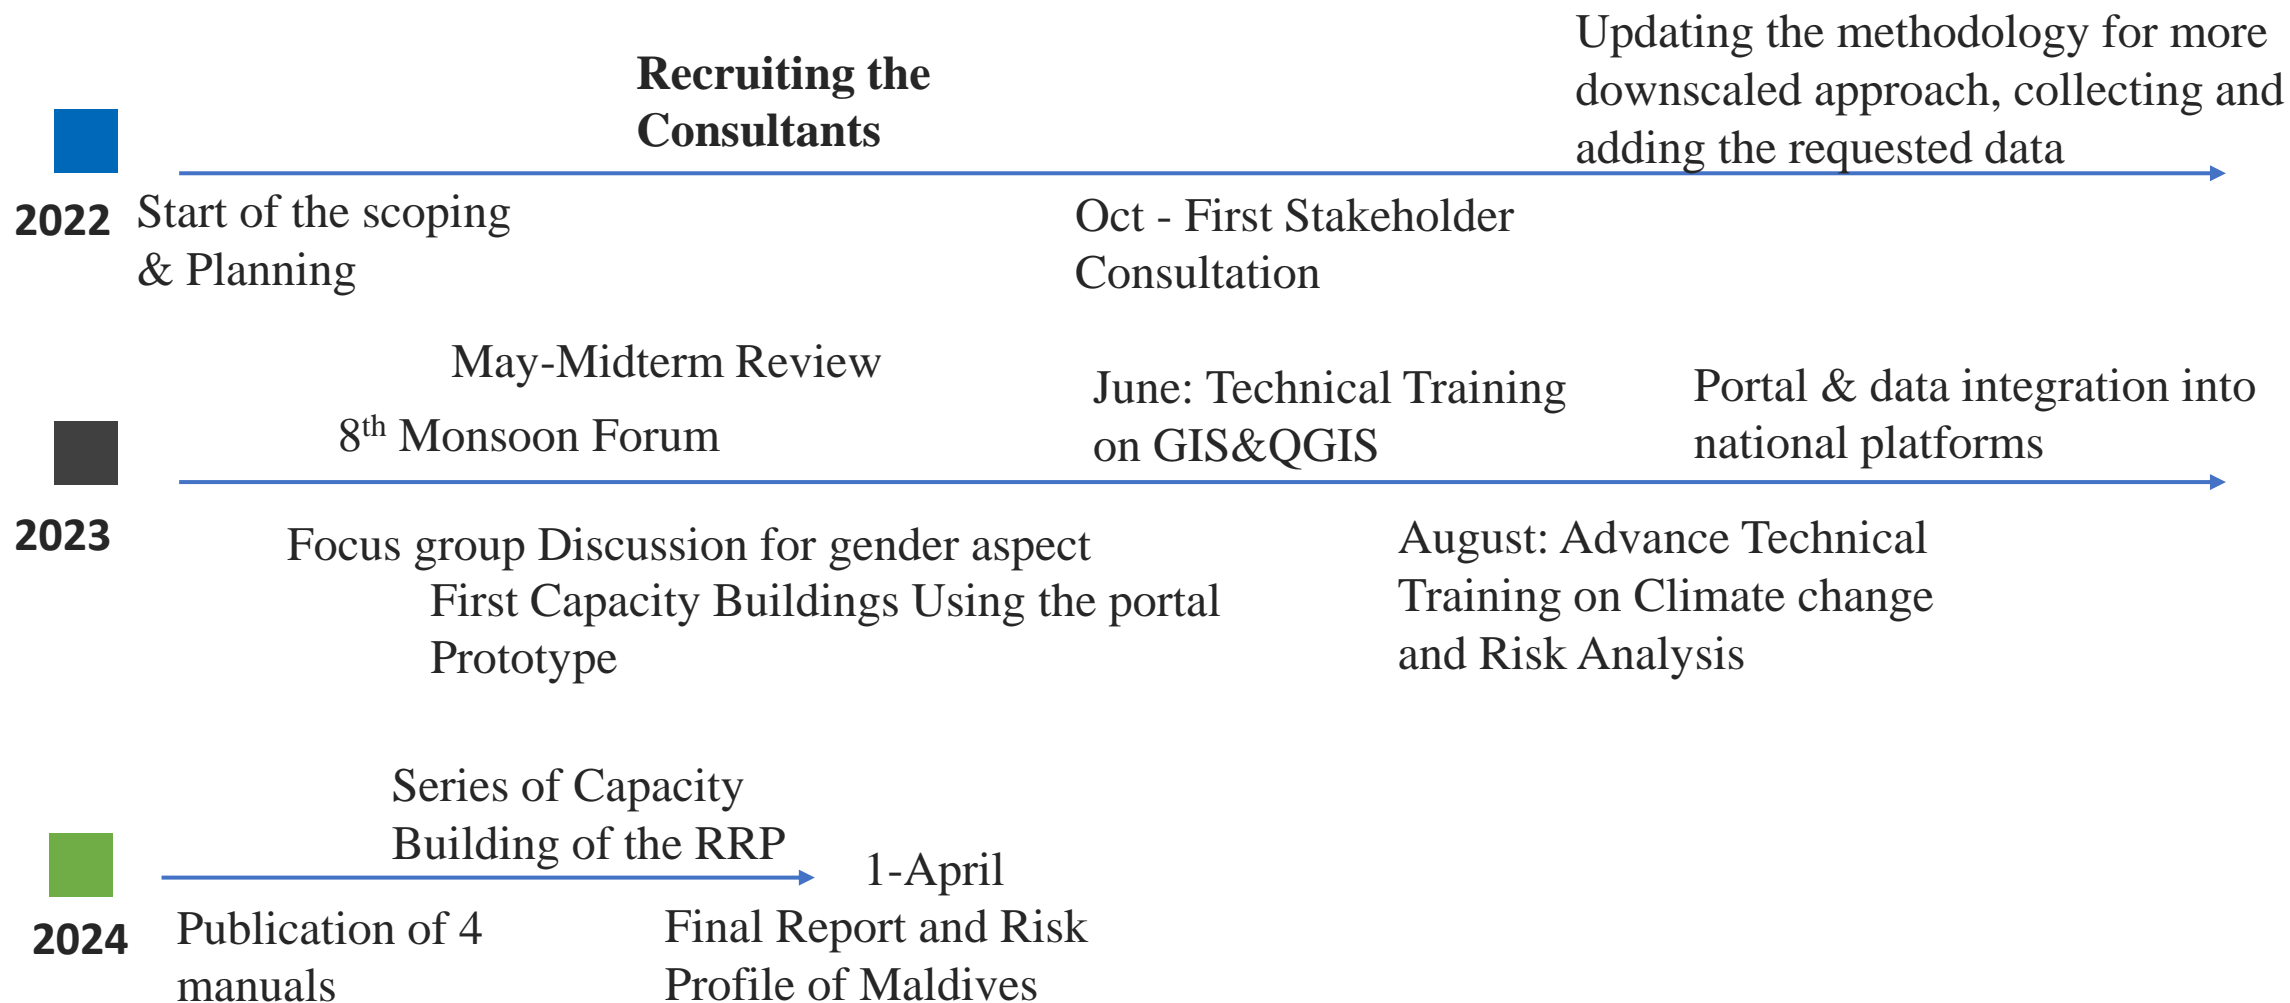 Recruiting the
Consultants
Updating the methodology for more
downscaled approach, collecting and
adding the requested data
2022
Start of the scoping
& Planning
Oct - First Stakeholder
Consultation
May-Midterm Review
8th Monsoon Forum
June: Technical Training
on GIS&QGIS
Portal & data integration into
national platforms
2023
Focus group Discussion for gender aspect
First Capacity Buildings Using the portal
Prototype
August: Advance Technical
Training on Climate change
and Risk Analysis
Series of Capacity
Building of the RRP
1-April
2024
Publication of 4
manuals
Final Report and Risk
Profile of Maldives